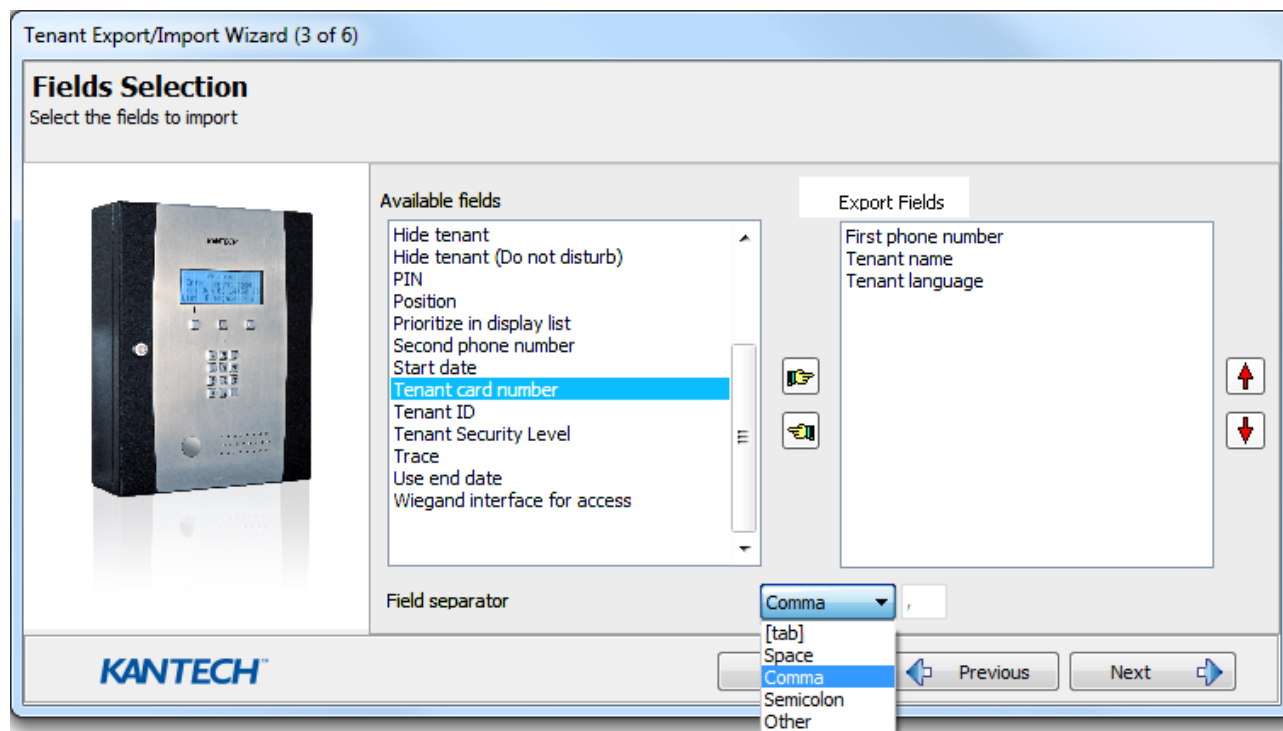 Tenant Export/Import Wizard (3 of 6)
Fields Selection
Select the fields to import
KANTECH
Available fields
Hide tenant
Hide tenant (Do not disturb)
PIN
Position
Prioritize in display list
Second phone number
Start date
Tenant card number
Tenant ID
Tenant Security Level
Trace
Use end date
Wiegand interface for access
Export Fields
First phone number
Tenant name
Tenant language
Field separator
Comma
,
[tab]
Space
Comma
Semicolon
Other
KANTECH
Previous
Next